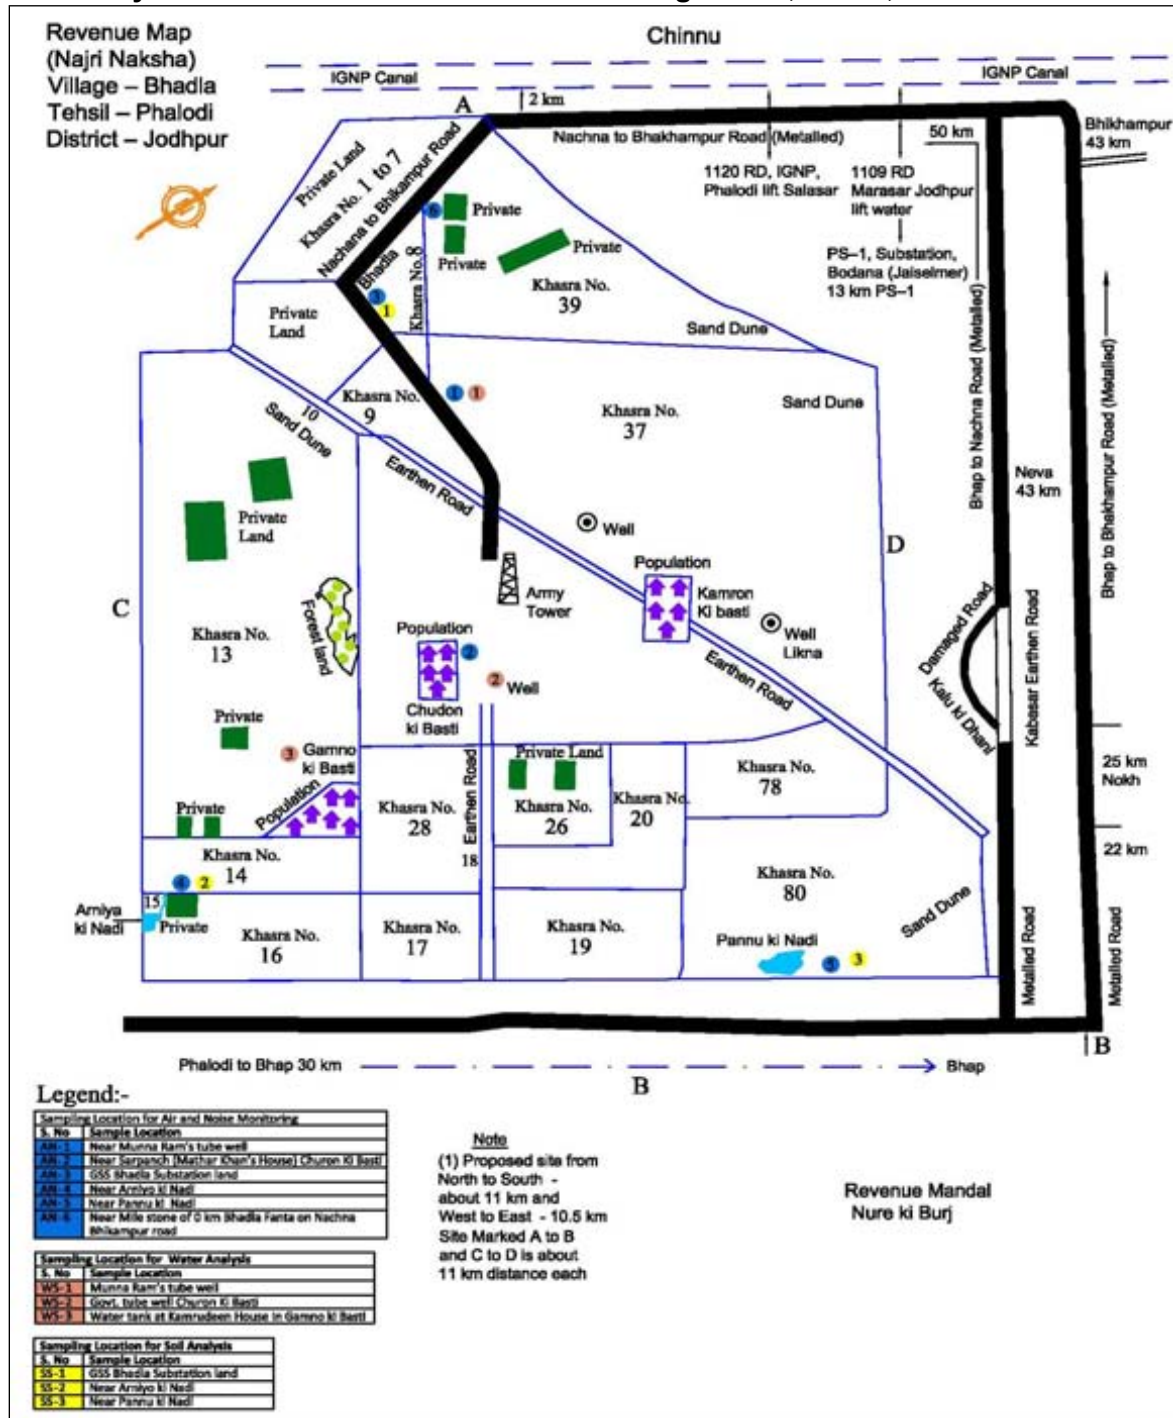 Revenue Map
(Najri Naksha)
Village – Bhadla
Tehsil – Phalodi
District – Jodhpur
Chinnu
IGNP Canal
IGNP Canal
A
2 km
Nachna to Bhakhampur Road (Metalled)
50 km
Bhikhampur
43 km
1120 RD, IGNP,
Phalodi lift Salasar
1109 RD
Marasar Jodhpur
lift water
PS–1, Substation,
Bodana (Jaiselmer)
13 km PS–1
Private Land
Khasra No. 1 to 7
Nachana to Bhikampur Road
Bhadla
Khasra No. 8
6
Private
Private
Private
Khasra No.
39
Sand Dune
3
1
Private
Land
Khasra No.
9
10
Sand Dune
1
1
Khasra No.
37
Sand Dune
Earthen Road
Bhap to Nachna Road (Metalled)
Bhap to Bhakhampur Road (Metalled)
Neva
43 km
Private
Land
Well
D
Army
Tower
Population
Kamron
Ki basti
Well
Likna
C
Khasra No.
13
Forest land
Population
2
2
Well
Chudon
ki Basti
Earthen Road
Damaged Road
Kalu ki Dhani
Kabasar Earthen Road
Private
3
Gamno
ki Basti
Population
Private
Khasra No.
28
Earthen Road
18
Private Land
Khasra No.
26
Khasra No.
20
Khasra No.
78
25 km
Nokh
22 km
Khasra No.
14
4
2
15
Arniya
ki Nadi
Private
Khasra No.
16
Khasra No.
17
Khasra No.
19
Khasra No.
80
Sand Dune
Pannu ki Nadi
5
3
Metalled Road
Metalled Road
B
Phalodi to Bhap 30 km
Bhap
B
Legend:-
Sampling Location for Air and Noise Monitoring
S. No Sample Location
AN-1 Near Munna Ram's tube well
AN-2 Near Sarpanch (Mathar Khan's House) Churon Ki Basti
AN-3 GSS Bhadla Substation land
AN-4 Near Arniyo ki Nadi
AN-5 Near Pannu ki Nadi
AN-6 Near Mile stone of 0 km Bhadla Fanta on Nachna
Bhikampur road
Sampling Location for Water Analysis
S. No Sample Location
WS-1 Munna Ram's tube well
WS-2 Govt. tube well Churon Ki Basti
WS-3 Water tank at Kamrudeen House in Gamno ki Basti
Sampling Location for Soil Analysis
S. No Sample Location
SS-1 GSS Bhadla Substation land
SS-2 Near Arniyo ki Nadi
SS-3 Near Pannu ki Nadi
Note
(1) Proposed site from
North to South -
about 11 km and
West to East - 10.5 km
Site Marked A to B
and C to D is about
11 km distance each
Revenue Mandal
Nure ki Burj